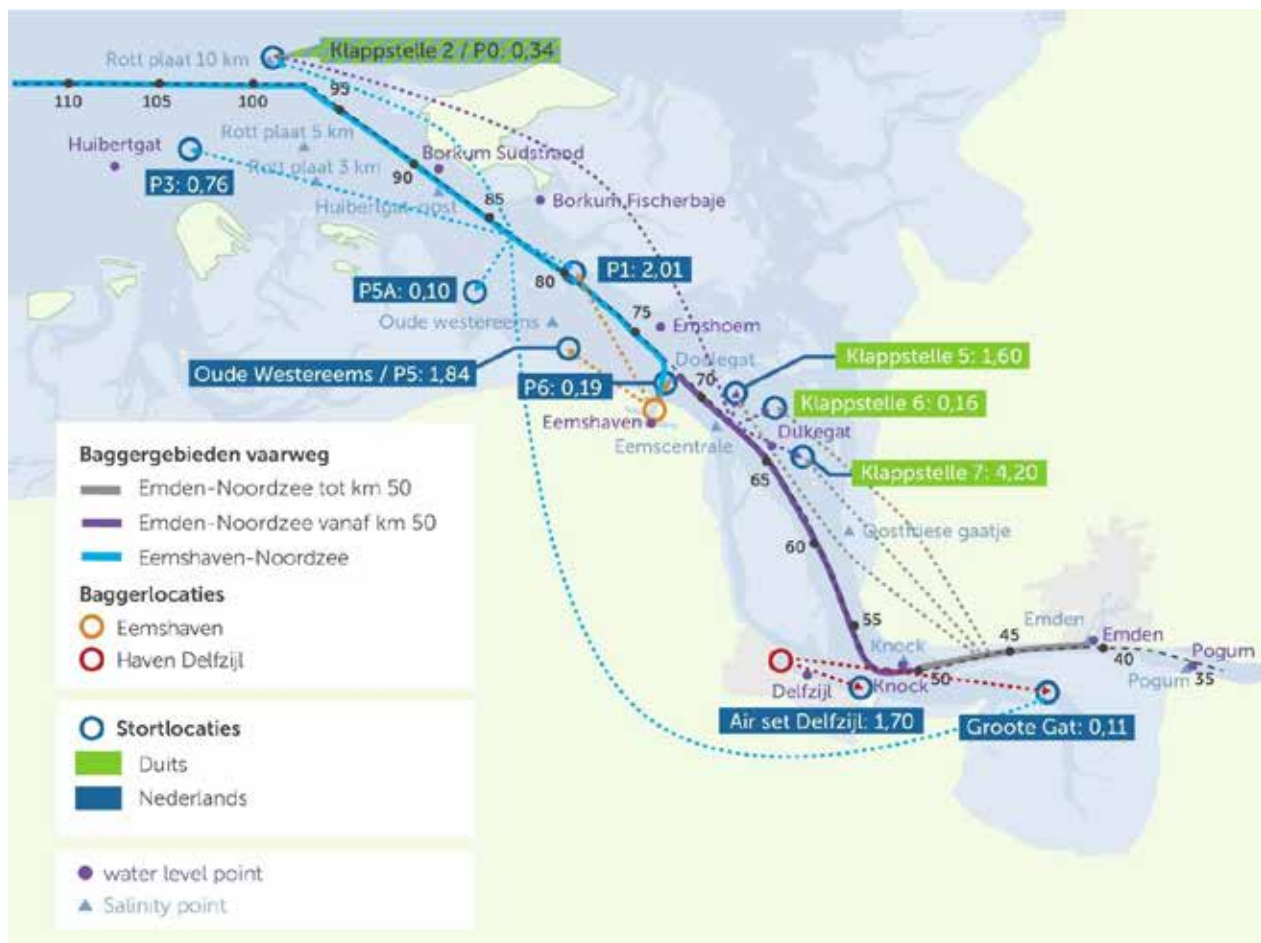 Rott plaat 10 km
Klappstelle 2 / P0: 0,34
110
105
100
95
Huibertgat
Rott plaat 5 km
P3: 0,76
Rott plaat 3 km
90
Borkum Sudstrand
Huibertgat-oost
85
Borkum Fischerbaje
P5A: 0,10
80
P1: 2,01
Oude westereems
75
Emshoern
Oude Westereems / P5: 1,84
Doekegat
Klappstelle 5: 1,60
P6: 0,19
70
Klappstelle 6: 0,16
Eemshaven
Eemscentrale
Dukegat
Klappstelle 7: 4,20
65
Oostfriese gaatje
60
55
Knock
Emden
45
Emden
40
Pogum
Pogum
35
Delfzijl
Knock
50
Air set Delfzijl: 1,70
Groote Gat: 0,11
Baggergebieden vaarweg
Emden-Noordzee tot km 50
Emden-Noordzee vanaf km 50
Eemshaven-Noordzee
Baggerlocaties
Eemshaven
Haven Delfzijl
Stortlocaties
Duits
Nederlands
water level point
Salinity point